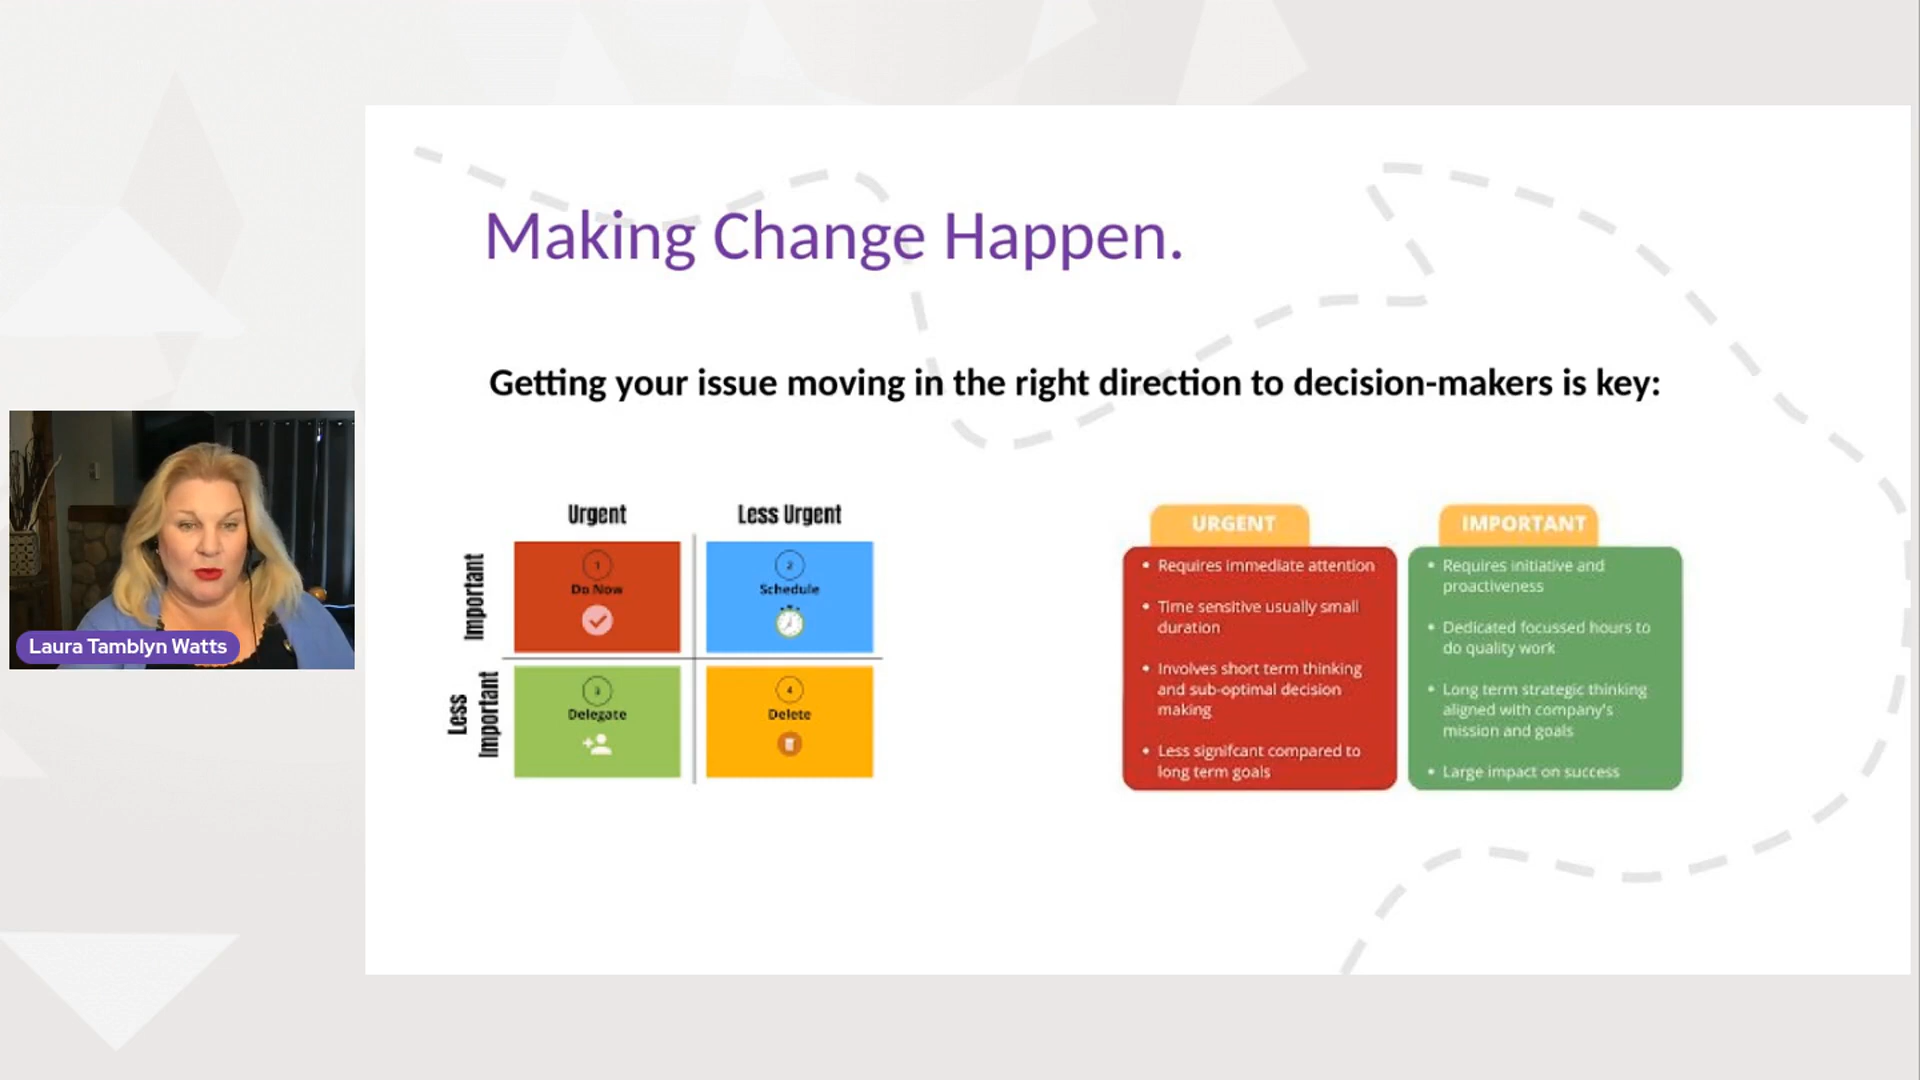 Making Change Happen.
Getting your issue moving in the right direction to decision-makers is key:
Urgent
Less Urgent
Important
1
Do Now
2
Schedule
Less
Important
3
Delegate
4
Delete
URGENT
• Requires immediate attention
• Time sensitive usually small
duration
• Involves short term thinking
and sub-optimal decision
making
• Less signifcant compared to
long term goals
IMPORTANT
• Requires initiative and
proactiveness
• Dedicated focussed hours to
do quality work
• Long term strategic thinking
aligned with company's
mission and goals
• Large impact on success
Laura Tamblyn Watts